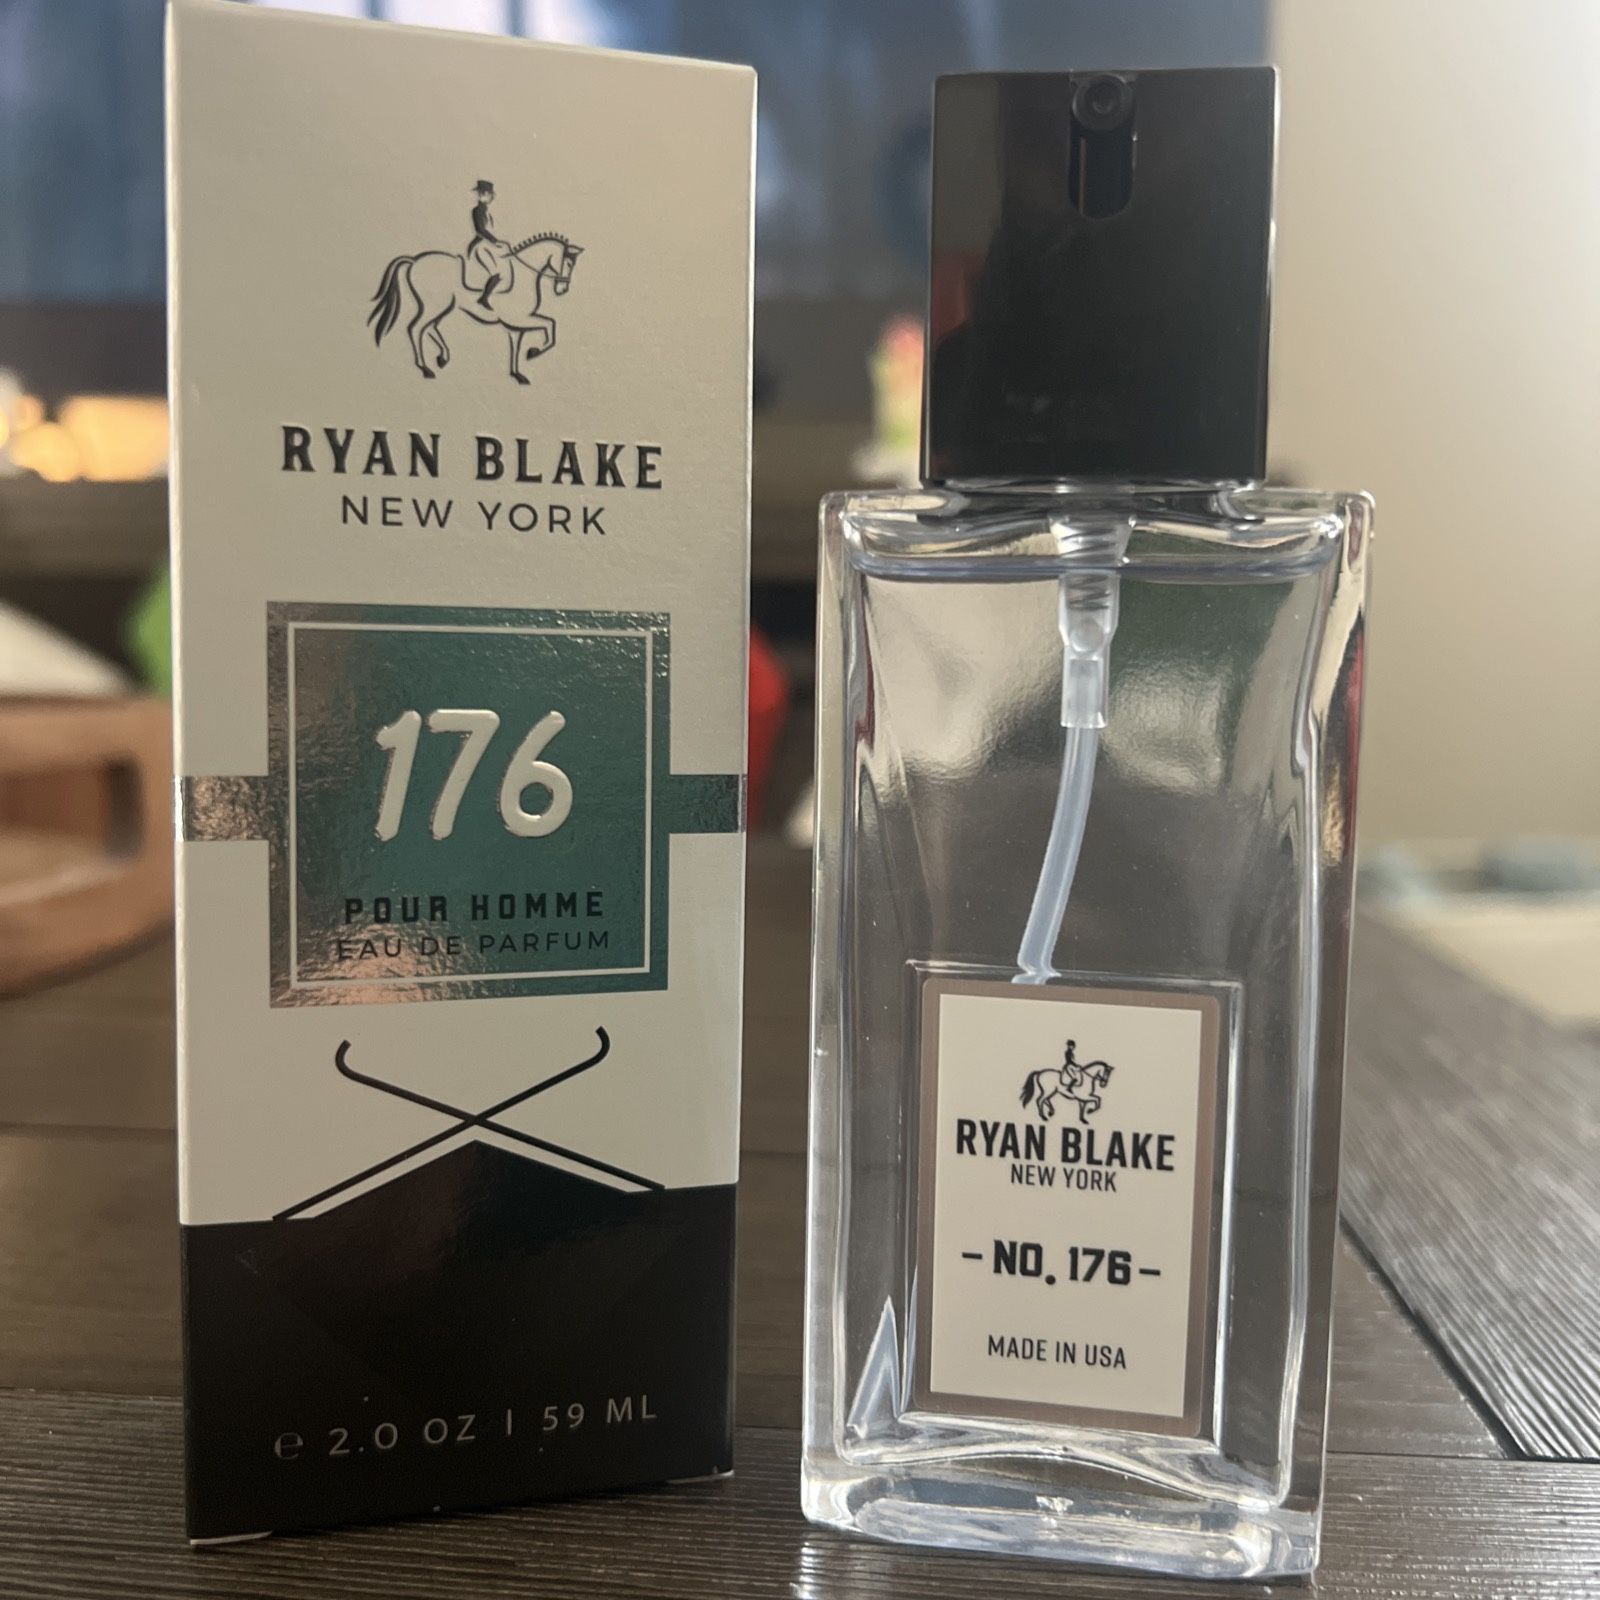 RYAN BLAKE
NEW YORK
176
POUR HOMME
EAU DE PARFUM
℮ 2.0 OZ | 59 ML
RYAN BLAKE
NEW YORK
- NO. 176 -
MADE IN USA